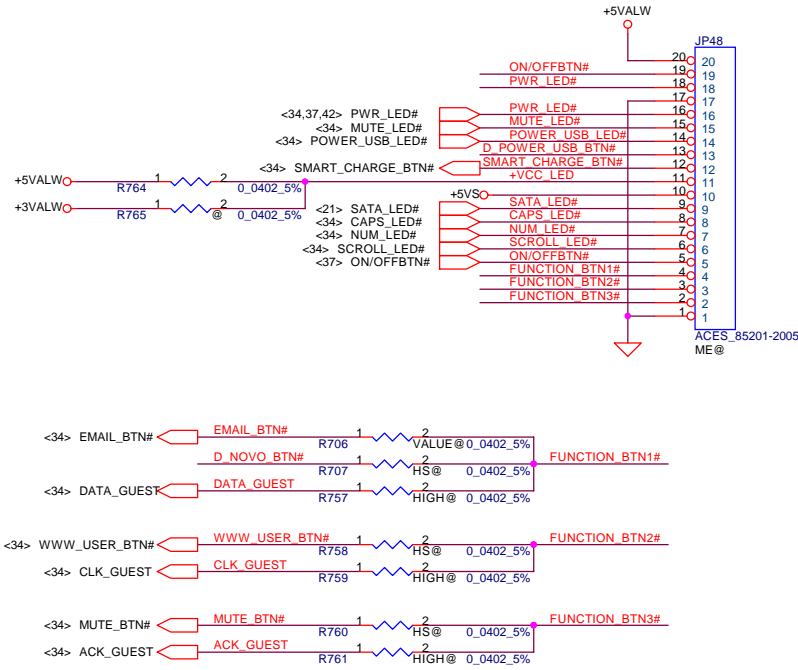 +5VALW
JP48
20 20
ON/OFFBTN# 19 19
PWR_LED# 18 18
17 17
<34,37,42> PWR_LED# PWR_LED# 16 16
<34> MUTE_LED# MUTE_LED# 15 15
<34> POWER_USB_LED# POWER_USB_LED# 14 14
D_POWER_USB_BTN# 13 13
<34> SMART_CHARGE_BTN# SMART_CHARGE_BTN# 12 12
+5VALW R764 1 2 0_0402_5% +VCC_LED 11 11
+5VS 10 10
+3VALW R765 1 2 @ 0_0402_5%
<21> SATA_LED# SATA_LED# 9 9
<34> CAPS_LED# CAPS_LED# 8 8
<34> NUM_LED# NUM_LED# 7 7
<34> SCROLL_LED# SCROLL_LED# 6 6
<37> ON/OFFBTN# ON/OFFBTN# 5 5
FUNCTION_BTN1# 4 4
FUNCTION_BTN2# 3 3
FUNCTION_BTN3# 2 2
1 1
ACES_85201-2005
ME@
<34> EMAIL_BTN# EMAIL_BTN# R706 1 2 VALUE@ 0_0402_5%
D_NOVO_BTN# R707 1 2 HS@ 0_0402_5% FUNCTION_BTN1#
<34> DATA_GUEST DATA_GUEST R757 1 2 HIGH@ 0_0402_5%
<34> WWW_USER_BTN# WWW_USER_BTN# R758 1 2 HS@ 0_0402_5% FUNCTION_BTN2#
<34> CLK_GUEST CLK_GUEST R759 1 2 HIGH@ 0_0402_5%
<34> MUTE_BTN# MUTE_BTN# R760 1 2 HS@ 0_0402_5% FUNCTION_BTN3#
<34> ACK_GUEST ACK_GUEST R761 1 2 HIGH@ 0_0402_5%